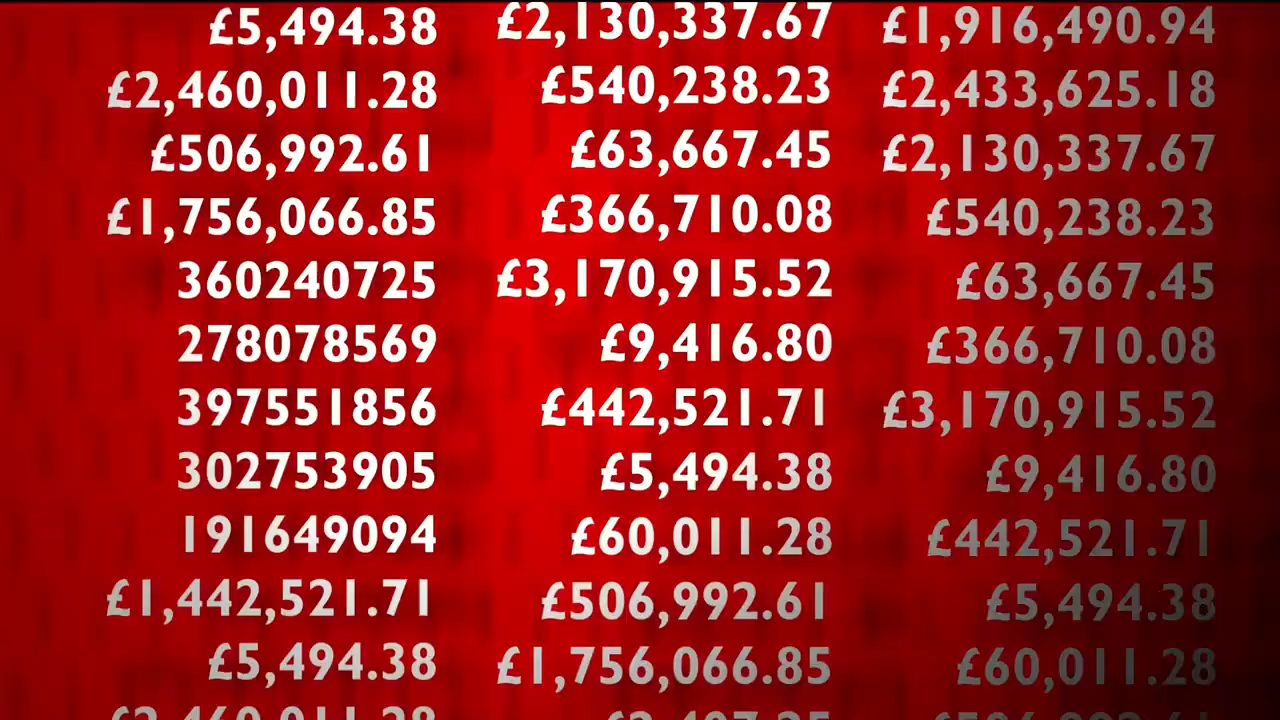 £5,494.38 £2,130,337.67 £1,916,490.94
£2,460,011.28 £540,238.23 £2,433,625.18
£506,992.61 £63,667.45 £2,130,337.67
£1,756,066.85 £366,710.08 £540,238.23
360240725 £3,170,915.52 £63,667.45
278078569 £9,416.80 £366,710.08
397551856 £442,521.71 £3,170,915.52
302753905 £5,494.38 £9,416.80
191649094 £60,011.28 £442,521.71
£1,442,521.71 £506,992.61 £5,494.38
£5,494.38 £1,756,066.85 £60,011.28